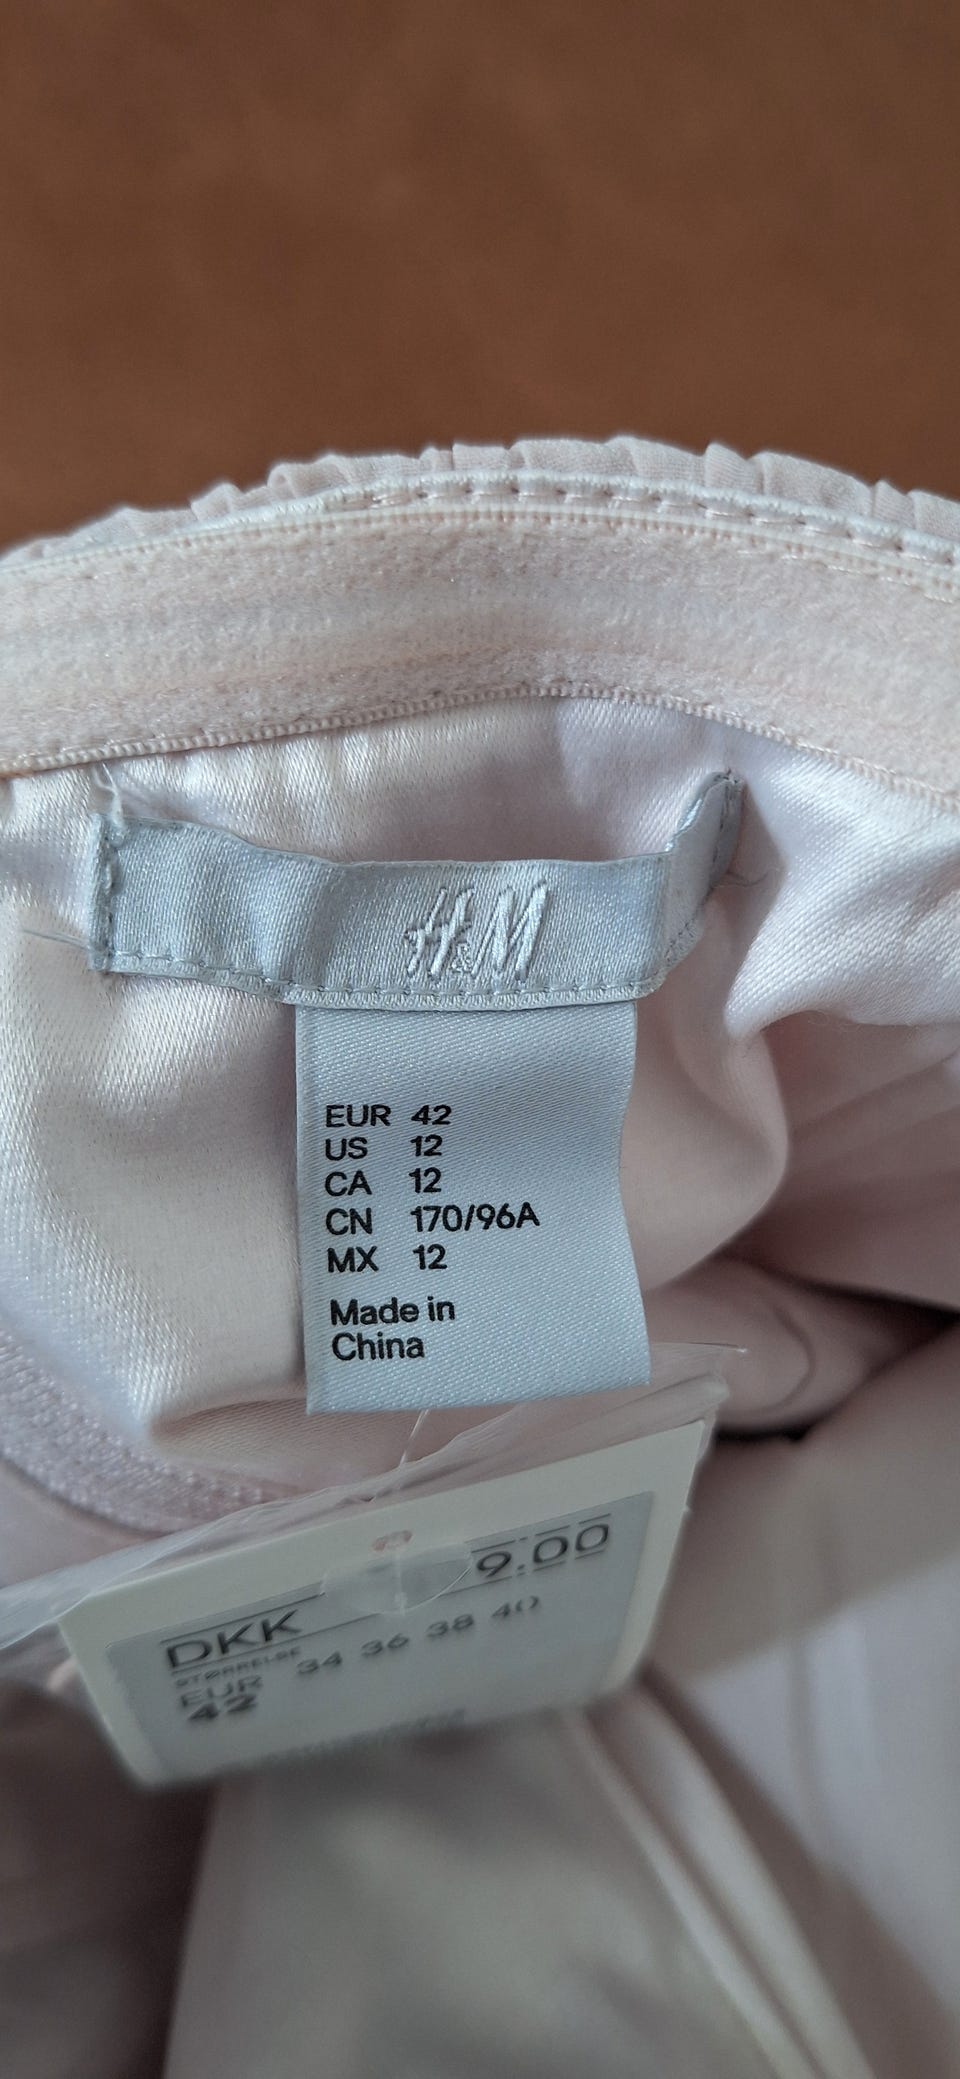 H&M
EUR 42
US 12
CA 12
CN 170/96A
MX 12
Made in
China
DKK 9.00
STØRRELSE
EUR 34 36 38 40
42